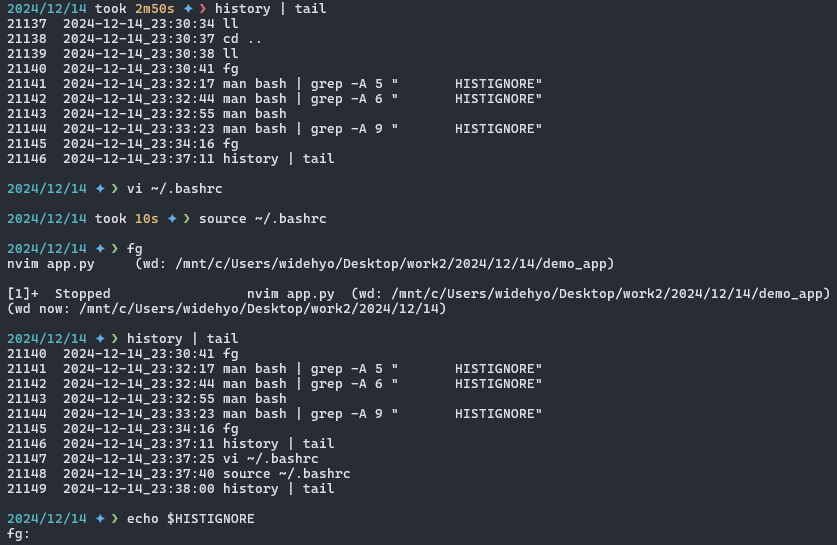 2024/12/14 took 2m50s ✦ ❯ history | tail
21137  2024-12-14_23:30:34 ll
21138  2024-12-14_23:30:37 cd ..
21139  2024-12-14_23:30:38 ll
21140  2024-12-14_23:30:41 fg
21141  2024-12-14_23:32:17 man bash | grep -A 5 "       HISTIGNORE"
21142  2024-12-14_23:32:44 man bash | grep -A 6 "       HISTIGNORE"
21143  2024-12-14_23:32:55 man bash
21144  2024-12-14_23:33:23 man bash | grep -A 9 "       HISTIGNORE"
21145  2024-12-14_23:34:16 fg
21146  2024-12-14_23:37:11 history | tail
2024/12/14 ✦ ❯ vi ~/.bashrc
2024/12/14 took 10s ✦ ❯ source ~/.bashrc
2024/12/14 ✦ ❯ fg
nvim app.py     (wd: /mnt/c/Users/widehyo/Desktop/work2/2024/12/14/demo_app)
[1]+  Stopped                 nvim app.py  (wd: /mnt/c/Users/widehyo/Desktop/work2/2024/12/14/demo_app)
(wd now: /mnt/c/Users/widehyo/Desktop/work2/2024/12/14)
2024/12/14 ✦ ❯ history | tail
21140  2024-12-14_23:30:41 fg
21141  2024-12-14_23:32:17 man bash | grep -A 5 "       HISTIGNORE"
21142  2024-12-14_23:32:44 man bash | grep -A 6 "       HISTIGNORE"
21143  2024-12-14_23:32:55 man bash
21144  2024-12-14_23:33:23 man bash | grep -A 9 "       HISTIGNORE"
21145  2024-12-14_23:34:16 fg
21146  2024-12-14_23:37:11 history | tail
21147  2024-12-14_23:37:25 vi ~/.bashrc
21148  2024-12-14_23:37:40 source ~/.bashrc
21149  2024-12-14_23:38:00 history | tail
2024/12/14 ✦ ❯ echo $HISTIGNORE
fg: